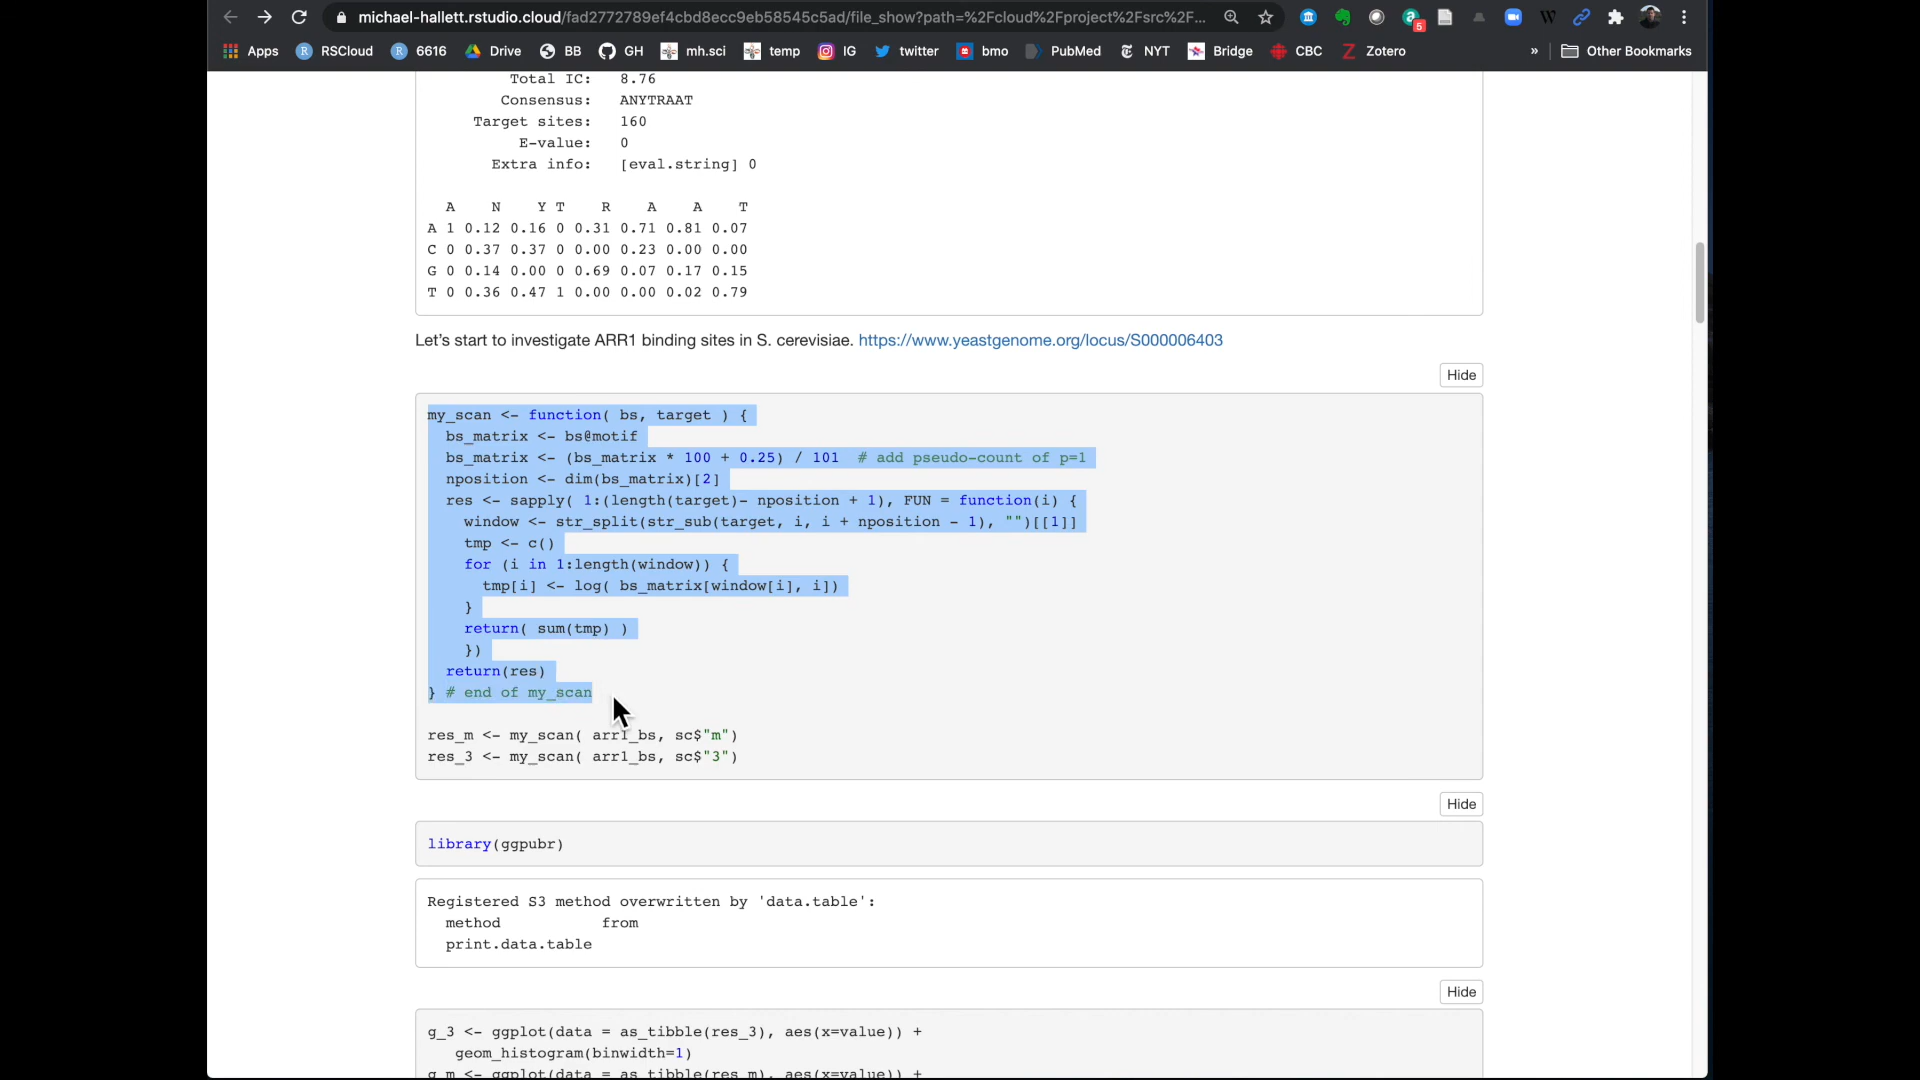 michael-hallett.rstudio.cloud/fad2772789ef4cbd8ecc9eb58545c5ad/file_show?path=%2Fcloud%2Fproject%2Fsrc%2F...
5
Apps RSCloud 6616 Drive BB GH mh.sci temp IG twitter bmo PubMed NYT Bridge CBC Zotero » Other Bookmarks
Total IC: 8.76
Consensus: ANYTRAAT
Target sites: 160
E-value: 0
Extra info: [eval.string] 0
A N Y T R A A T
A 1 0.12 0.16 0 0.31 0.71 0.81 0.07
C 0 0.37 0.37 0 0.00 0.23 0.00 0.00
G 0 0.14 0.00 0 0.69 0.07 0.17 0.15
T 0 0.36 0.47 1 0.00 0.00 0.02 0.79
Let's start to investigate ARR1 binding sites in S. cerevisiae. https://www.yeastgenome.org/locus/S000006403
Hide
my_scan <- function( bs, target ) {
bs_matrix <- bs@motif
bs_matrix <- (bs_matrix * 100 + 0.25) / 101 # add pseudo-count of p=1
nposition <- dim(bs_matrix)[2]
res <- sapply( 1:(length(target)- nposition + 1), FUN = function(i) {
window <- str_split(str_sub(target, i, i + nposition - 1), "")[[1]]
tmp <- c()
for (i in 1:length(window)) {
tmp[i] <- log( bs_matrix[window[i], i])
}
return( sum(tmp) )
})
return(res)
} # end of my_scan
res_m <- my_scan( arr1_bs, sc$"m")
res_3 <- my_scan( arr1_bs, sc$"3")
Hide
library(ggpubr)
Registered S3 method overwritten by 'data.table':
method from
print.data.table
Hide
g_3 <- ggplot(data = as_tibble(res_3), aes(x=value)) +
geom_histogram(binwidth=1)
g_m <- ggplot(data = as_tibble(res_m), aes(x=value)) +